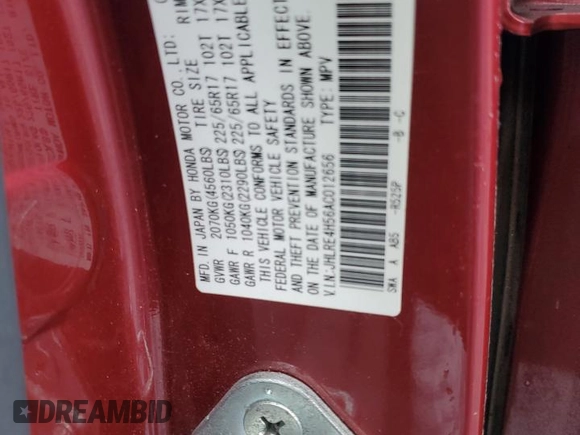 MFD. IN JAPAN BY HONDA MOTOR CO., LTD.
TIRE SIZE RIM
GVWR 2070KG(4560LBS)
GAWR F 1050KG(2310LBS) 225/65R17 102T 17X
GAWR R 1040KG(2290LBS) 225/65R17 102T 17X
THIS VEHICLE CONFORMS TO ALL APPLICABLE
FEDERAL MOTOR VEHICLE SAFETY
AND THEFT PREVENTION STANDARDS IN EFFECT
ON THE DATE OF MANUFACTURE SHOWN ABOVE.
V.I.N:JHLRE4H56AC012656 TYPE: MPV
SWA A AB5 -R525P -B -C
DREAMBID